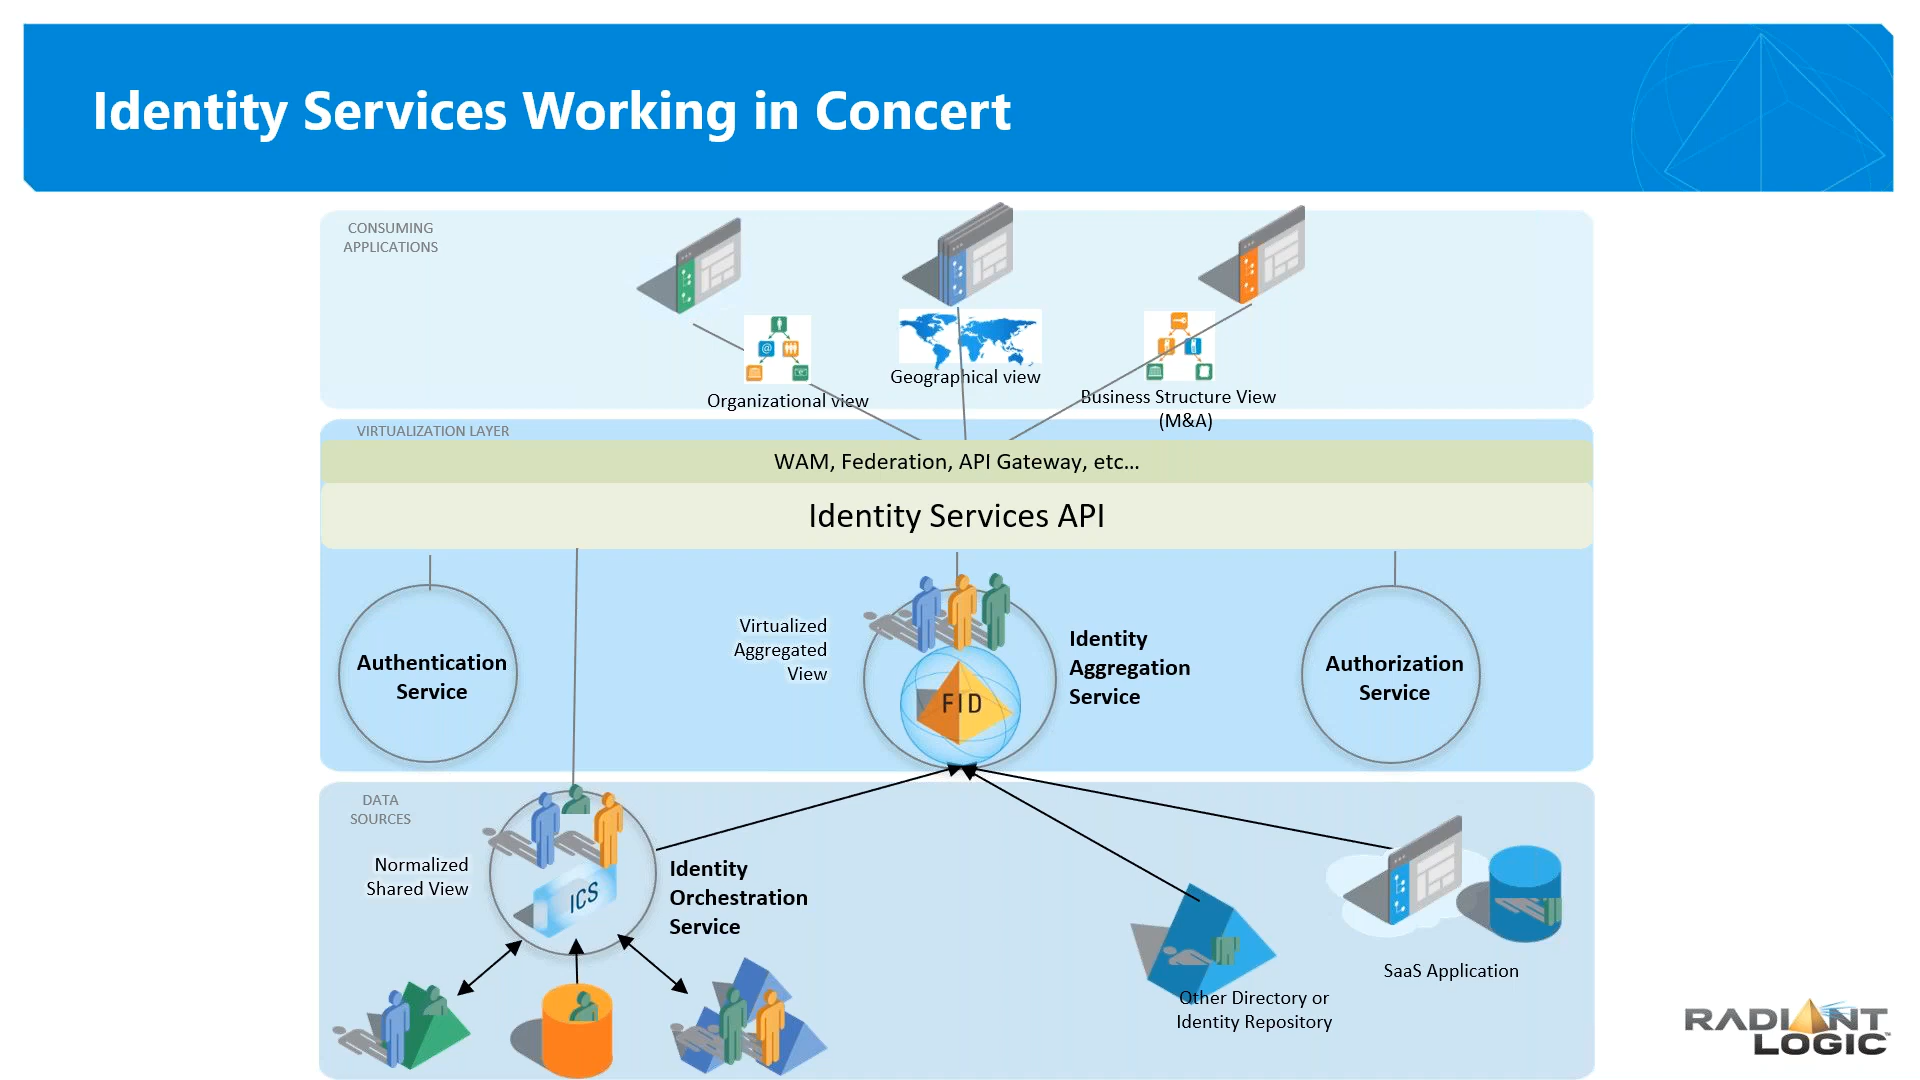 Identity Services Working in Concert
CONSUMING
APPLICATIONS
Organizational view
Geographical view
Business Structure View
(M&A)
VIRTUALIZATION LAYER
WAM, Federation, API Gateway, etc...
Identity Services API
Authentication
Service
Virtualized
Aggregated
View
FID
Identity
Aggregation
Service
Authorization
Service
DATA
SOURCES
Normalized
Shared View
ICS
Identity
Orchestration
Service
Other Directory or
Identity Repository
SaaS Application
RADIANT
LOGIC™